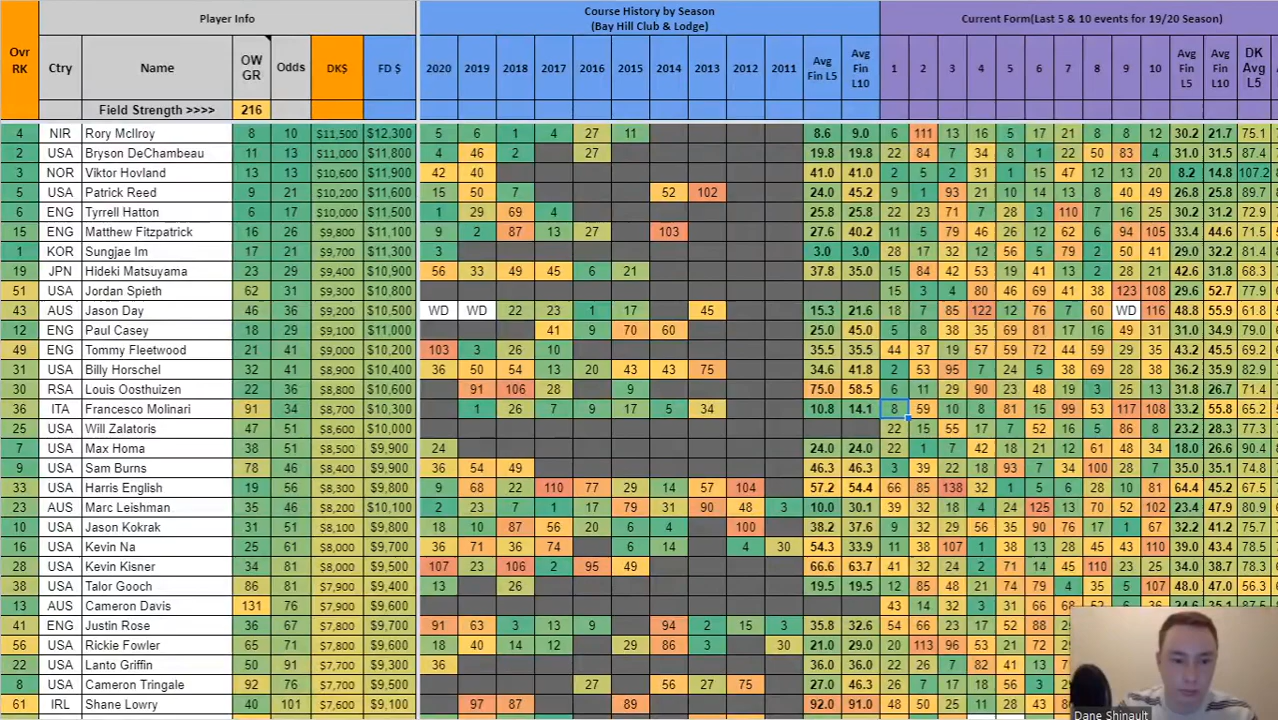 Player Info
Course History by Season
(Bay Hill Club & Lodge)
Current Form(Last 5 & 10 events for 19/20 Season)
Ovr RK Ctry Name OW GR Odds DK$ FD $ 2020 2019 2018 2017 2016 2015 2014 2013 2012 2011 Avg Fin L5 Avg Fin L10 1 2 3 4 5 6 7 8 9 10 Avg Fin L5 Avg Fin L10 DK Avg L5
Field Strength >>>> 216
4 NIR Rory McIlroy 8 10 $11,500 $12,300 5 6 1 4 27 11 8.6 9.0 6 111 13 16 5 17 21 8 8 12 30.2 21.7 75.1
2 USA Bryson DeChambeau 11 13 $11,000 $11,800 4 46 2 27 19.8 19.8 22 84 7 34 8 1 22 50 83 4 31.0 31.5 87.4
3 NOR Viktor Hovland 13 13 $10,600 $11,900 42 40 41.0 41.0 2 5 2 31 1 15 47 12 13 20 8.2 14.8 107.2
5 USA Patrick Reed 9 21 $10,200 $11,600 15 50 7 52 102 24.0 45.2 9 1 93 21 10 14 13 8 40 49 26.8 25.8 89.7
6 ENG Tyrrell Hatton 6 17 $10,000 $11,500 1 29 69 4 25.8 25.8 22 23 71 7 28 3 110 7 16 25 30.2 31.2 72.9
15 ENG Matthew Fitzpatrick 16 26 $9,800 $11,100 9 2 87 13 27 103 27.6 40.2 11 5 79 46 26 12 62 6 94 105 33.4 44.6 71.5
1 KOR Sungjae Im 17 21 $9,700 $11,300 3 3.0 3.0 28 17 32 12 56 5 79 2 50 41 29.0 32.2 81.4
19 JPN Hideki Matsuyama 23 29 $9,400 $10,900 56 33 49 45 6 21 37.8 35.0 15 84 42 53 19 41 13 2 28 21 42.6 31.8 68.3
51 USA Jordan Spieth 62 31 $9,300 $10,800 15 3 4 80 46 69 41 38 123 108 29.6 52.7 77.9
43 AUS Jason Day 46 36 $9,200 $10,500 WD WD 22 23 1 17 45 15.3 21.6 18 7 85 122 12 76 7 60 WD 116 48.8 55.9 61.8
12 ENG Paul Casey 18 29 $9,100 $11,000 41 9 70 60 25.0 45.0 5 8 38 35 69 81 17 16 49 31 31.0 34.9 79.0
49 ENG Tommy Fleetwood 21 41 $9,000 $10,200 103 3 26 10 35.5 35.5 44 37 19 57 59 72 44 59 29 35 43.2 45.5 69.2
31 USA Billy Horschel 32 41 $8,900 $10,400 36 50 54 13 20 43 43 75 34.6 41.8 2 53 95 7 24 5 38 69 28 38 36.2 35.9 82.9
30 RSA Louis Oosthuizen 22 36 $8,800 $10,600 91 106 28 9 75.0 58.5 6 11 29 90 23 48 19 3 25 13 31.8 26.7 71.4
36 ITA Francesco Molinari 91 34 $8,700 $10,300 1 26 7 9 17 5 34 10.8 14.1 8 59 10 8 81 15 99 53 117 108 33.2 55.8 65.2
25 USA Will Zalatoris 47 51 $8,600 $10,000 22 15 55 17 7 52 16 5 86 8 23.2 28.3 77.3
7 USA Max Homa 38 51 $8,500 $9,900 24 24.0 24.0 22 1 7 42 18 21 12 61 48 34 18.0 26.6 90.4
9 USA Sam Burns 78 46 $8,400 $9,900 36 54 49 46.3 46.3 3 39 22 18 93 7 34 100 28 7 35.0 35.1 74.8
33 USA Harris English 19 56 $8,300 $9,800 9 68 22 110 77 29 14 57 104 57.2 54.4 66 85 138 32 1 5 6 28 10 81 64.4 45.2 67.5
23 AUS Marc Leishman 35 46 $8,200 $10,100 2 23 7 1 17 79 31 90 48 3 10.0 30.1 39 32 18 4 24 125 13 70 52 102 23.4 47.9 80.9
10 USA Jason Kokrak 31 51 $8,100 $9,800 18 10 87 56 20 6 4 100 38.2 37.6 9 32 29 56 35 90 76 17 1 67 32.2 41.2 75.7
16 USA Kevin Na 25 61 $8,000 $9,700 36 71 36 74 6 14 4 30 54.3 33.9 11 38 107 1 38 13 28 45 43 110 39.0 43.4 78.5
28 USA Kevin Kisner 34 81 $8,000 $9,500 107 23 106 2 95 49 66.6 63.7 41 32 24 2 71 14 45 110 23 25 34.0 38.7 78.3
38 USA Talor Gooch 86 81 $7,900 $9,400 13 26 19.5 19.5 12 85 48 21 74 79 4 35 5 107 48.0 47.0 56.3
13 AUS Cameron Davis 131 76 $7,900 $9,600 43 14 32 3 31 66
41 ENG Justin Rose 36 67 $7,800 $9,700 91 63 3 13 9 94 2 15 3 35.8 32.6 54 66 23 17 52 88
56 USA Rickie Fowler 65 71 $7,800 $9,600 18 40 14 12 29 86 3 30 21.0 29.0 20 113 96 53 21 72
22 USA Lanto Griffin 50 91 $7,700 $9,300 36 36.0 36.0 22 26 7 82 41 13
8 USA Cameron Tringale 92 76 $7,700 $9,500 27 56 27 75 27.0 46.3 26 7 17 18 56 3
61 IRL Shane Lowry 40 101 $7,600 $9,100 97 87 89 92.0 91.0 48 50 25 11 28 43
Dane Shinault